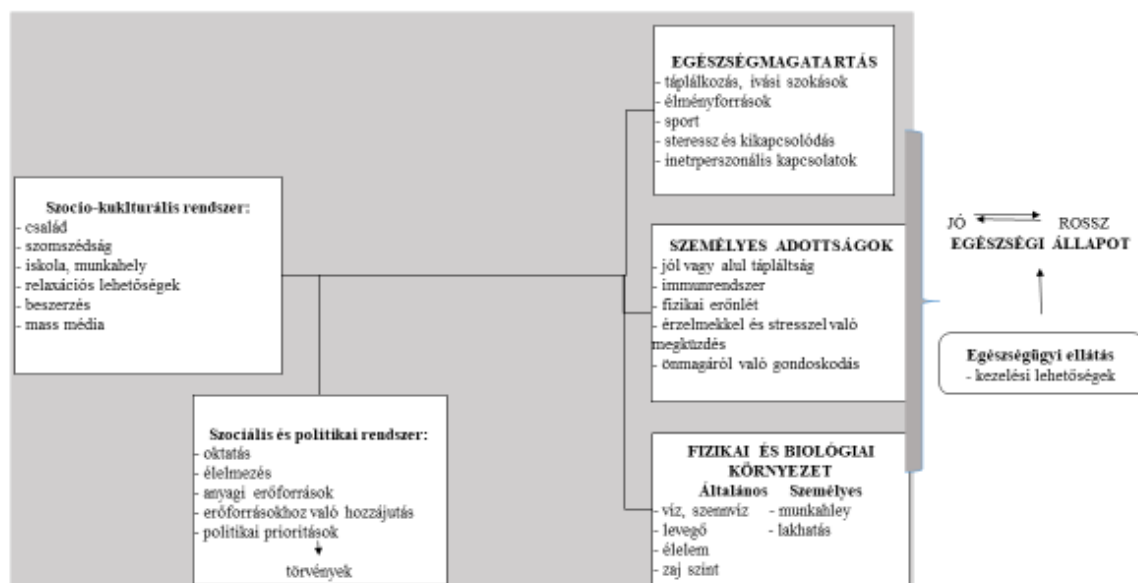 EGÉSZSÉGMAGATARTÁS
- táplálkozás, ivási szokások
- élményforrások
- sport
- steressz és kikapcsolódás
- inetrperszonális kapcsolatok
Szocio-kuklturális rendszer:
- család
- szomszédság
- iskola, munkahely
- relaxációs lehetőségek
- beszerzés
- mass média
SZEMÉLYES ADOTTSÁGOK
- jól vagy alul tápláltság
- immunrendszer
- fizikai erőnlét
- érzelmekkel és stresszel való
megküzdés
- önmagáról való gondoskodás
JÓ ROSSZ
EGÉSZSÉGI ÁLLAPOT
Egészségügyi ellátás
- kezelési lehetőségek
Szociális és politikai rendszer:
- oktatás
- élelmezés
- anyagi erőforrások
- erőforrásokhoz való hozzájutás
- politikai prioritások
törvények
FIZIKAI ÉS BIOLÓGIAI
KÖRNYEZET
Általános Személyes
- víz, szennvíz - munkahley
- levegő - lakhatás
- élelem
- zaj szint